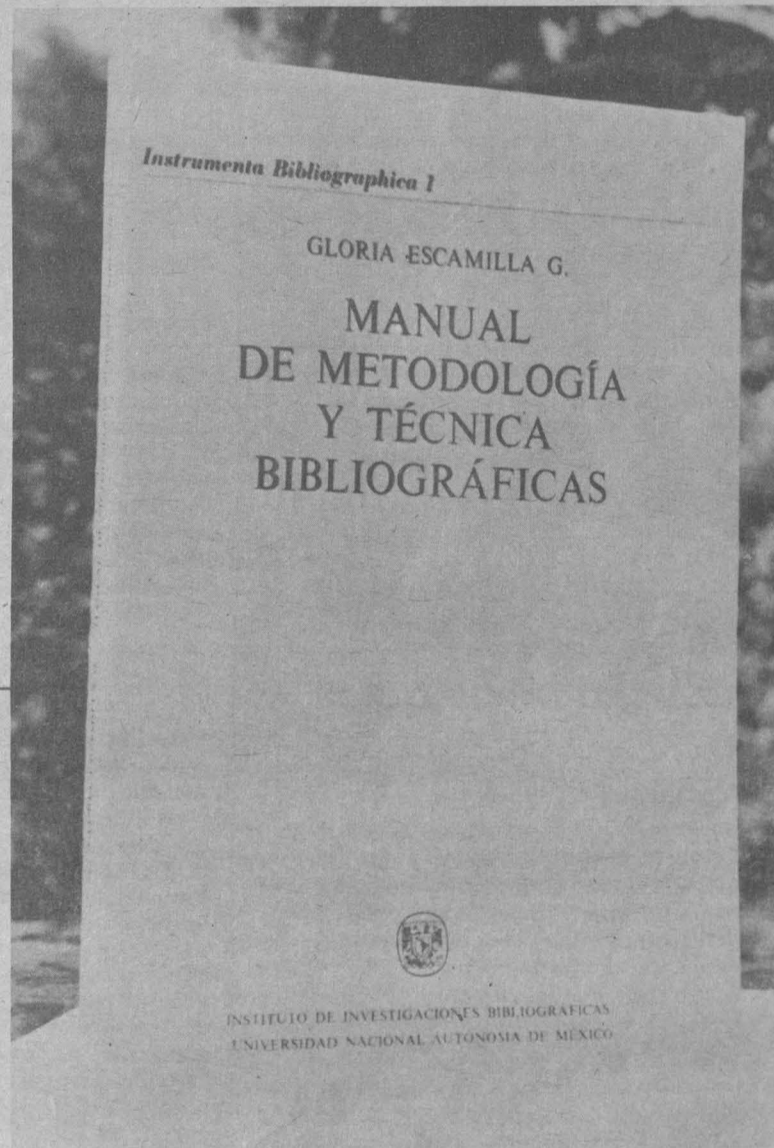 Instrumenta Bibliographica 1
GLORIA ESCAMILLA G.
MANUAL
DE METODOLOGÍA
Y TÉCNICA
BIBLIOGRÁFICAS
INSTITUTO DE INVESTIGACIONES BIBLIOGRÁFICAS
UNIVERSIDAD NACIONAL AUTÓNOMA DE MÉXICO